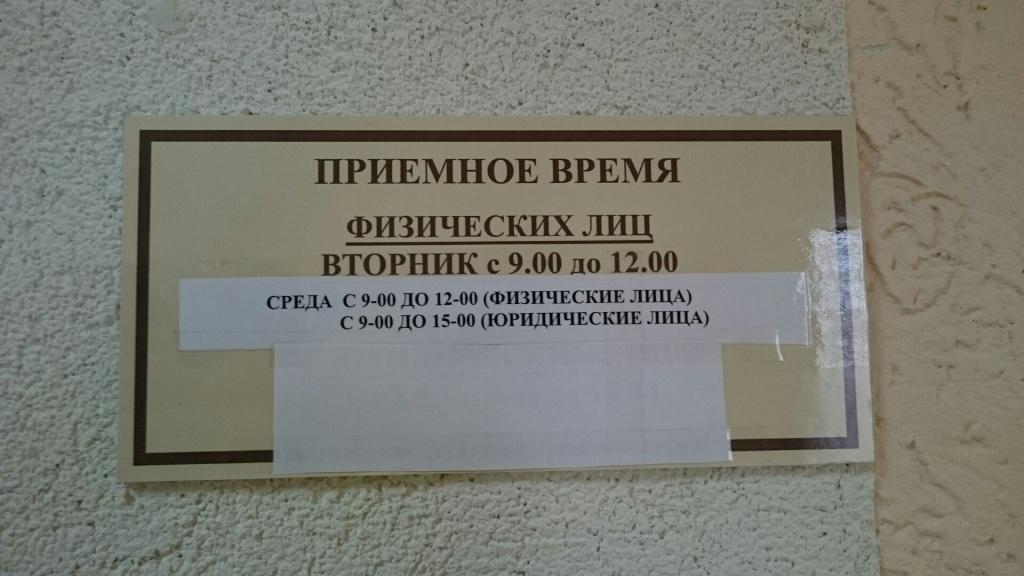 ПРИЕМНОЕ ВРЕМЯ
ФИЗИЧЕСКИХ ЛИЦ
ВТОРНИК с 9.00 до 12.00
СРЕДА С 9-00 ДО 12-00 (ФИЗИЧЕСКИЕ ЛИЦА)
С 9-00 ДО 15-00 (ЮРИДИЧЕСКИЕ ЛИЦА)